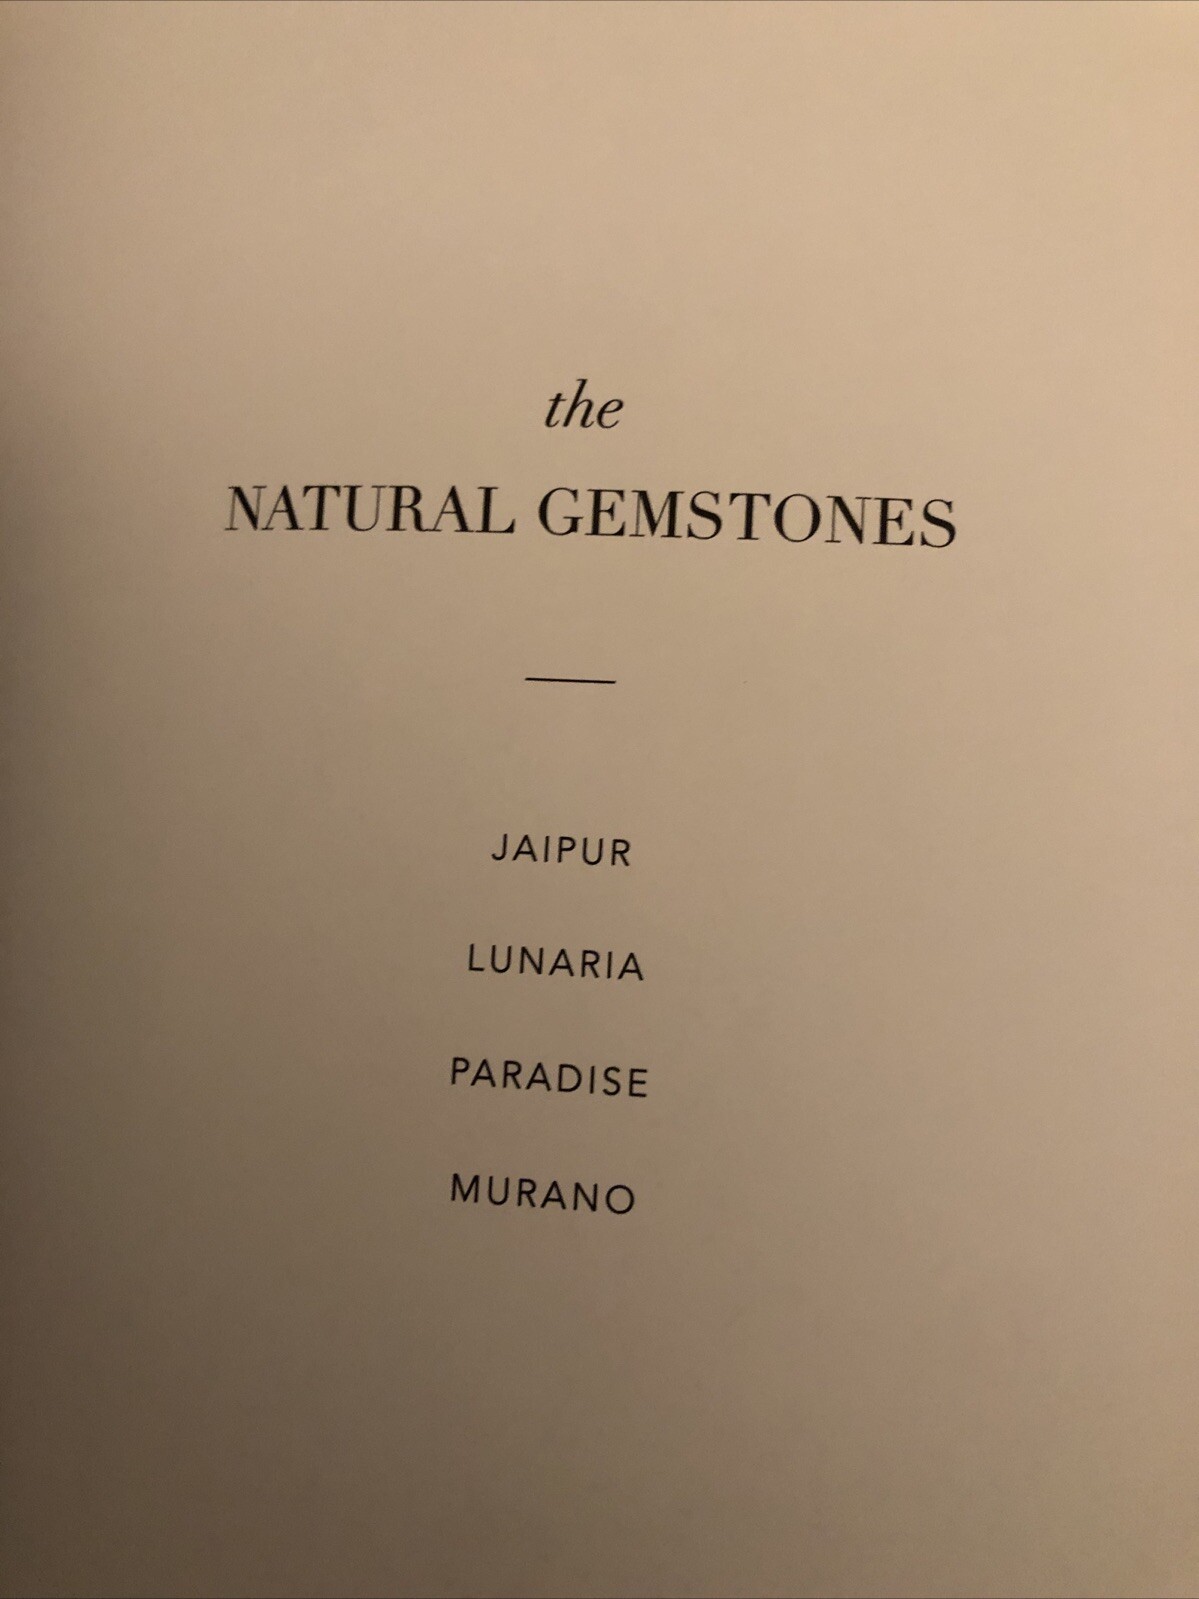 the
NATURAL GEMSTONES
JAIPUR
LUNARIA
PARADISE
MURANO